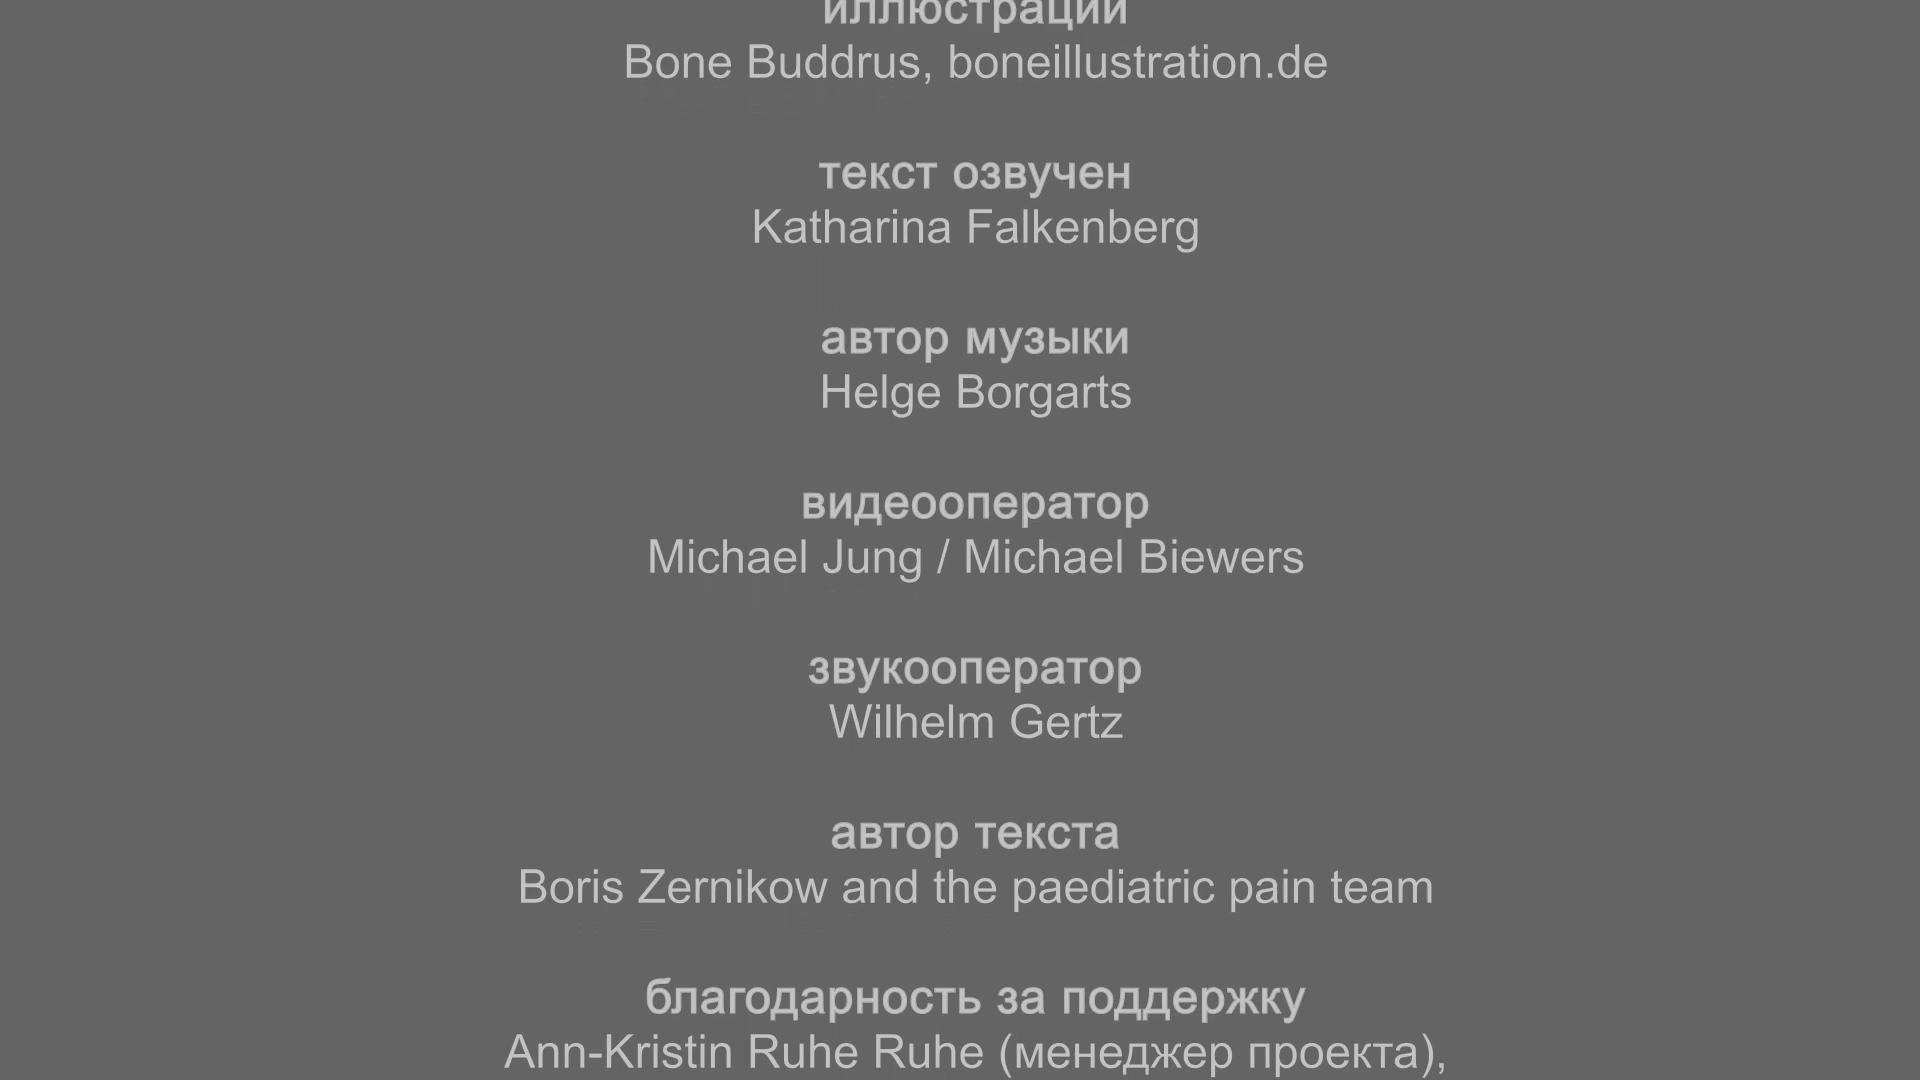 иллюстрации
Bone Buddrus, boneillustration.de
текст озвучен
Katharina Falkenberg
автор музыки
Helge Borgarts
видеооператор
Michael Jung / Michael Biewers
звукооператор
Wilhelm Gertz
автор текста
Boris Zernikow and the paediatric pain team
благодарность за поддержку
Ann-Kristin Ruhe Ruhe (менеджер проекта),